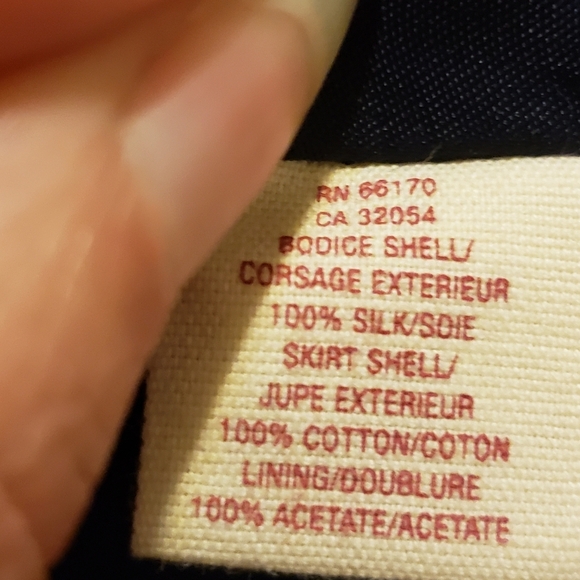 RN 66170
CA 32054
BODICE SHELL/
CORSAGE EXTERIEUR
100% SILK/SOIE
SKIRT SHELL/
JUPE EXTERIEUR
100% COTTON/COTON
LINING/DOUBLURE
100% ACETATE/ACETATE